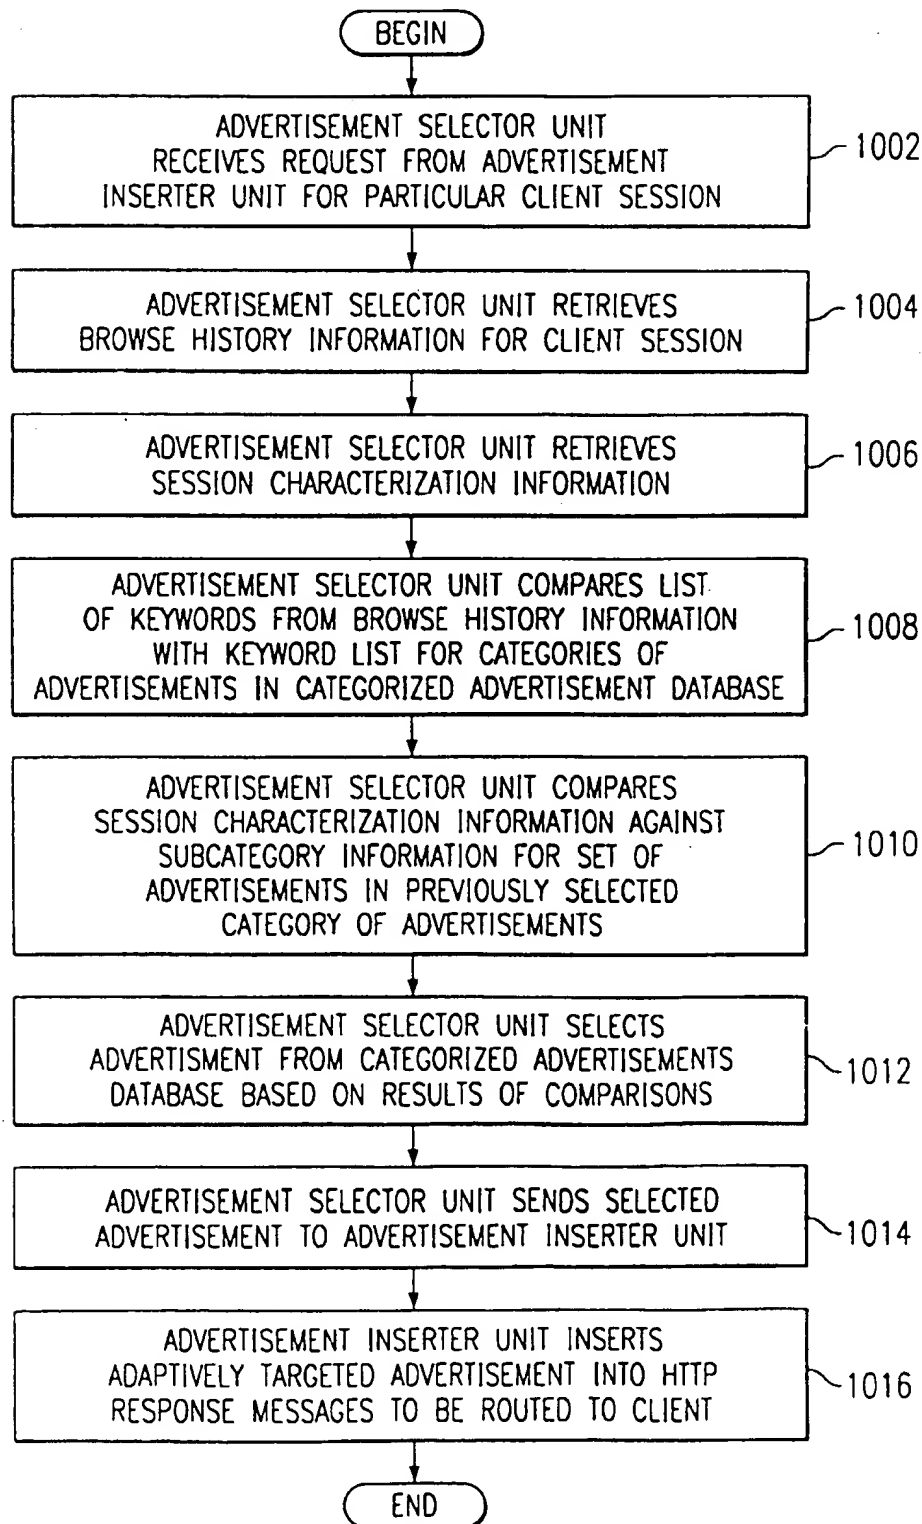 BEGIN
ADVERTISEMENT SELECTOR UNIT
RECEIVES REQUEST FROM ADVERTISEMENT
INSERTER UNIT FOR PARTICULAR CLIENT SESSION
1002
ADVERTISEMENT SELECTOR UNIT RETRIEVES
BROWSE HISTORY INFORMATION FOR CLIENT SESSION
1004
ADVERTISEMENT SELECTOR UNIT RETRIEVES
SESSION CHARACTERIZATION INFORMATION
1006
ADVERTISEMENT SELECTOR UNIT COMPARES LIST
OF KEYWORDS FROM BROWSE HISTORY INFORMATION
WITH KEYWORD LIST FOR CATEGORIES OF
ADVERTISEMENTS IN CATEGORIZED ADVERTISEMENT DATABASE
1008
ADVERTISEMENT SELECTOR UNIT COMPARES
SESSION CHARACTERIZATION INFORMATION AGAINST
SUBCATEGORY INFORMATION FOR SET OF
ADVERTISEMENTS IN PREVIOUSLY SELECTED
CATEGORY OF ADVERTISEMENTS
1010
ADVERTISEMENT SELECTOR UNIT SELECTS
ADVERTISMENT FROM CATEGORIZED ADVERTISEMENTS
DATABASE BASED ON RESULTS OF COMPARISONS
1012
ADVERTISEMENT SELECTOR UNIT SENDS SELECTED
ADVERTISEMENT TO ADVERTISEMENT INSERTER UNIT
1014
ADVERTISEMENT INSERTER UNIT INSERTS
ADAPTIVELY TARGETED ADVERTISEMENT INTO HTTP
RESPONSE MESSAGES TO BE ROUTED TO CLIENT
1016
END